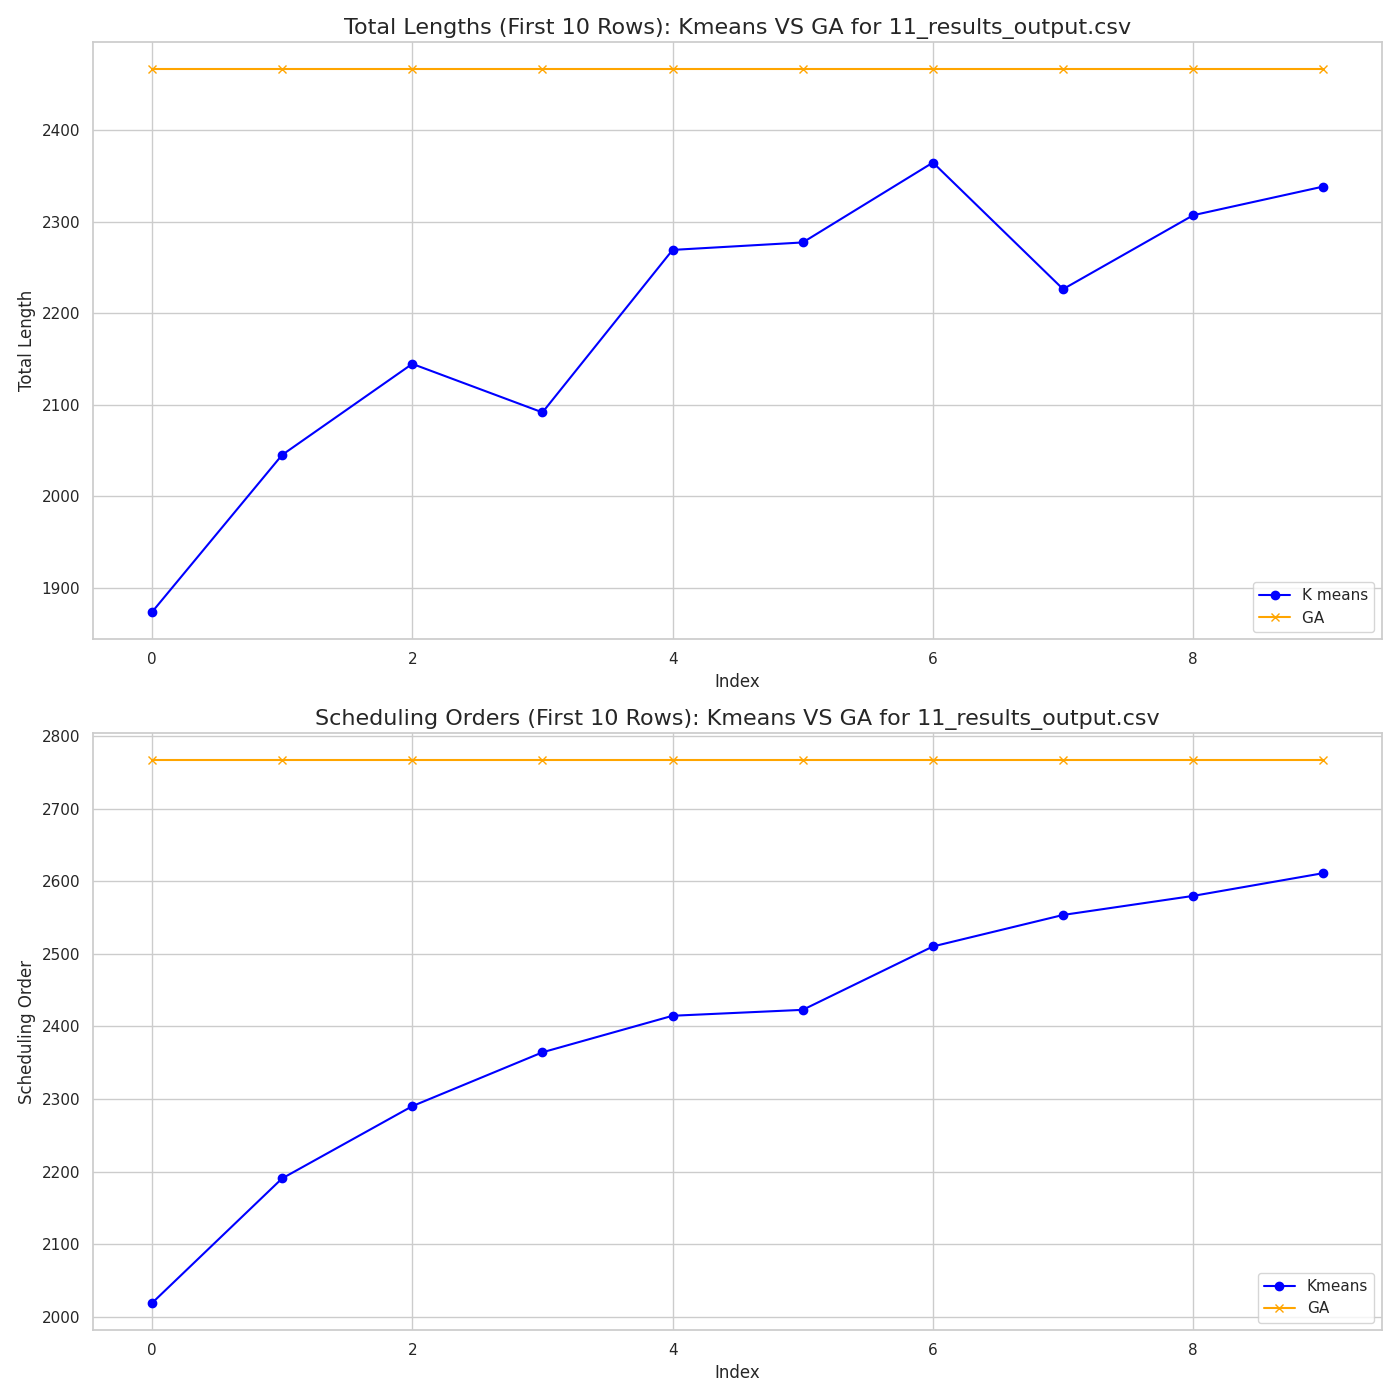 Total Lengths (First 10 Rows): Kmeans VS GA for 11_results_output.csv
2400
2300
2200
2100
2000
1900
Total Length
K means
GA
0 2 4 6 8
Index
Scheduling Orders (First 10 Rows): Kmeans VS GA for 11_results_output.csv
2800
2700
2600
2500
2400
2300
2200
2100
2000
Scheduling Order
Kmeans
GA
0 2 4 6 8
Index